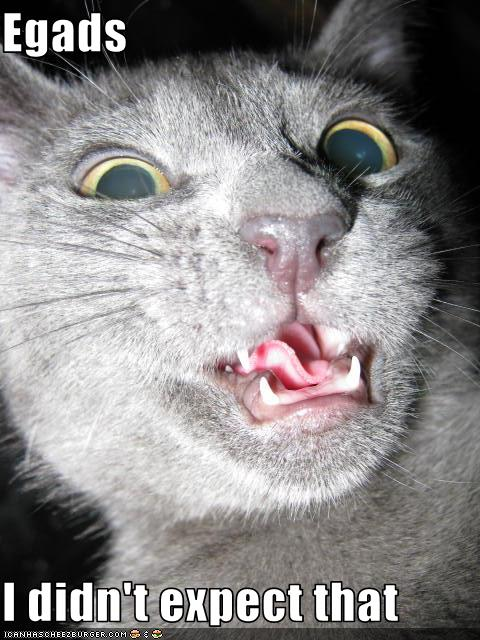 Egads
I didn't expect that
ICANHASCHEEZBURGER.COM